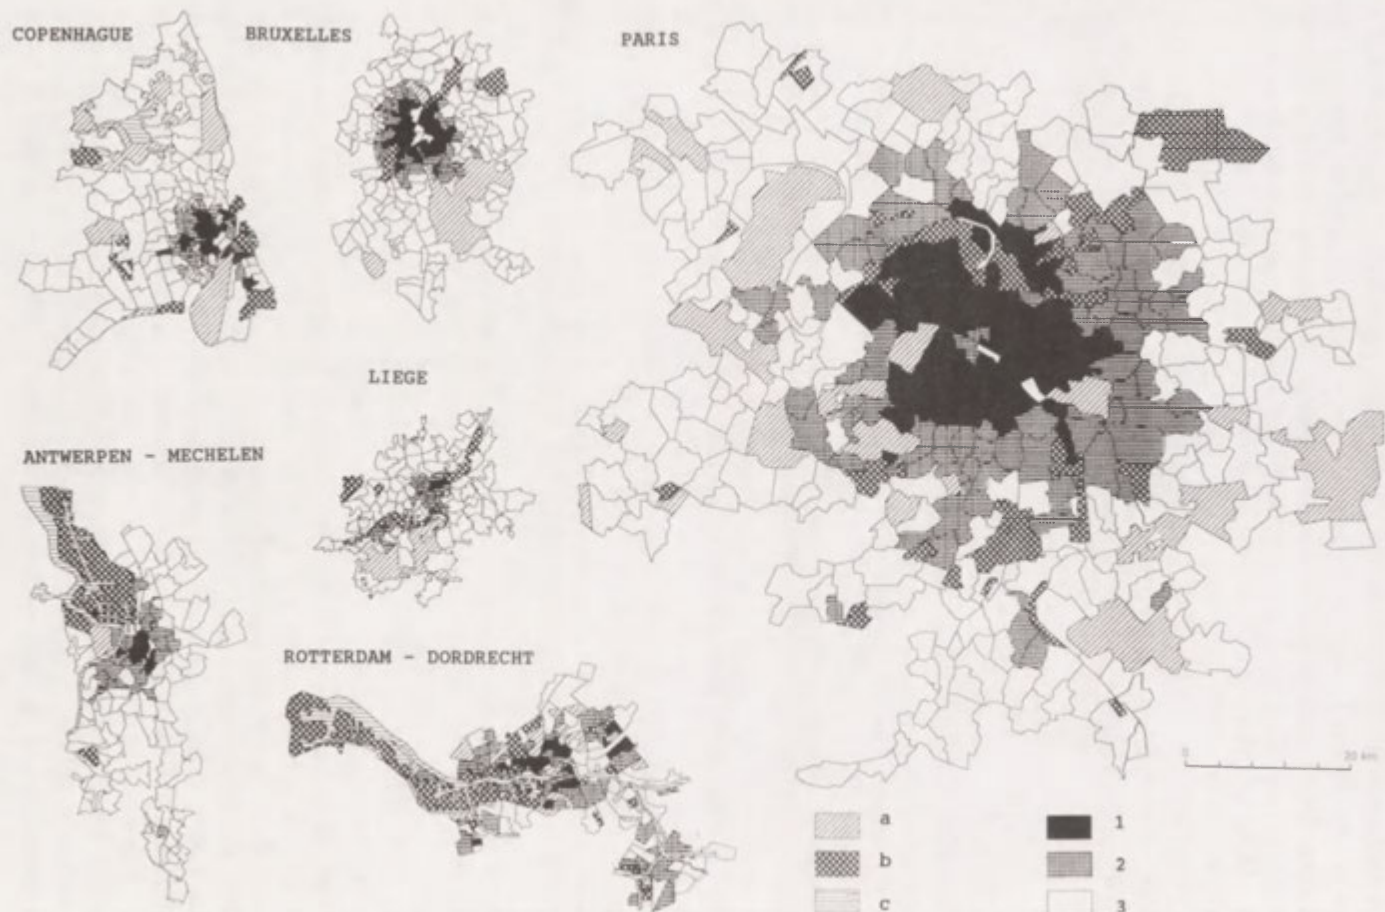 COPENHAGUE
BRUXELLES
PARIS
LIEGE
ANTWERPEN - MECHELEN
ROTTERDAM - DORDRECHT
0 20 km
a 1
b 2
c 3